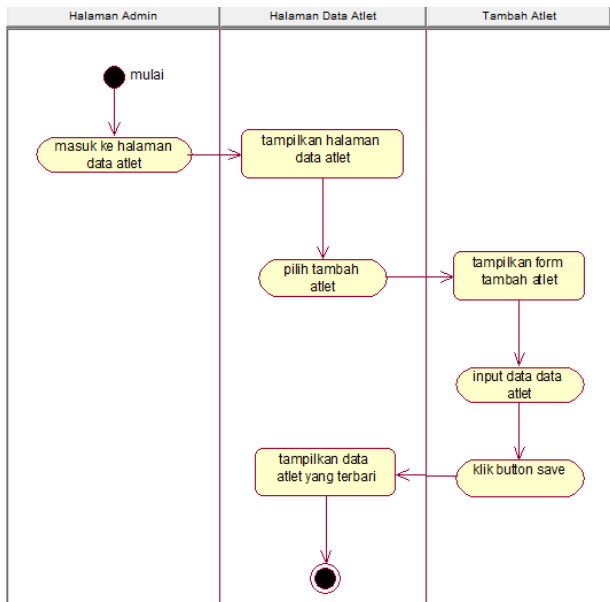 Halaman Admin
Halaman Data Atlet
Tambah Atlet
mulai
masuk ke halaman
data atlet
tampilkan halaman
data atlet
pilih tambah
atlet
tampilkan form
tambah atlet
input data data
atlet
klik button save
tampilkan data
atlet yang terbari